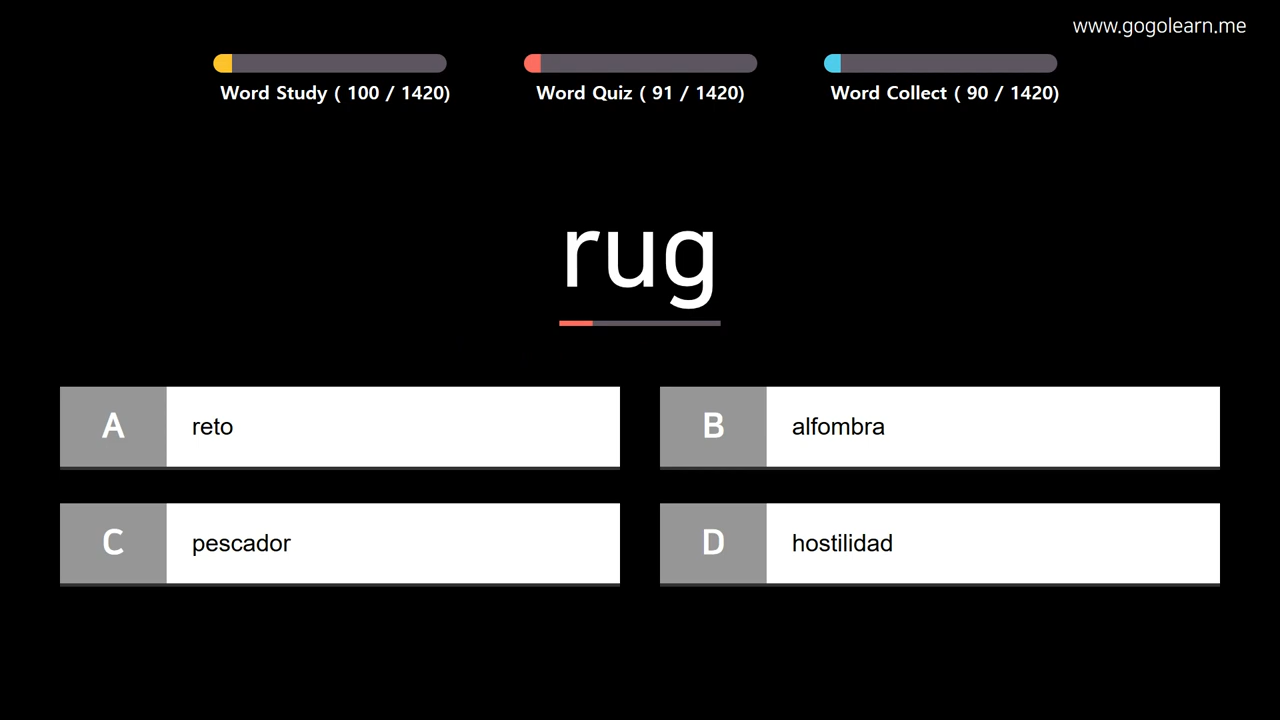 www.gogolearn.me
Word Study ( 100 / 1420)
Word Quiz ( 91 / 1420)
Word Collect ( 90 / 1420)
rug
A reto
B alfombra
C pescador
D hostilidad